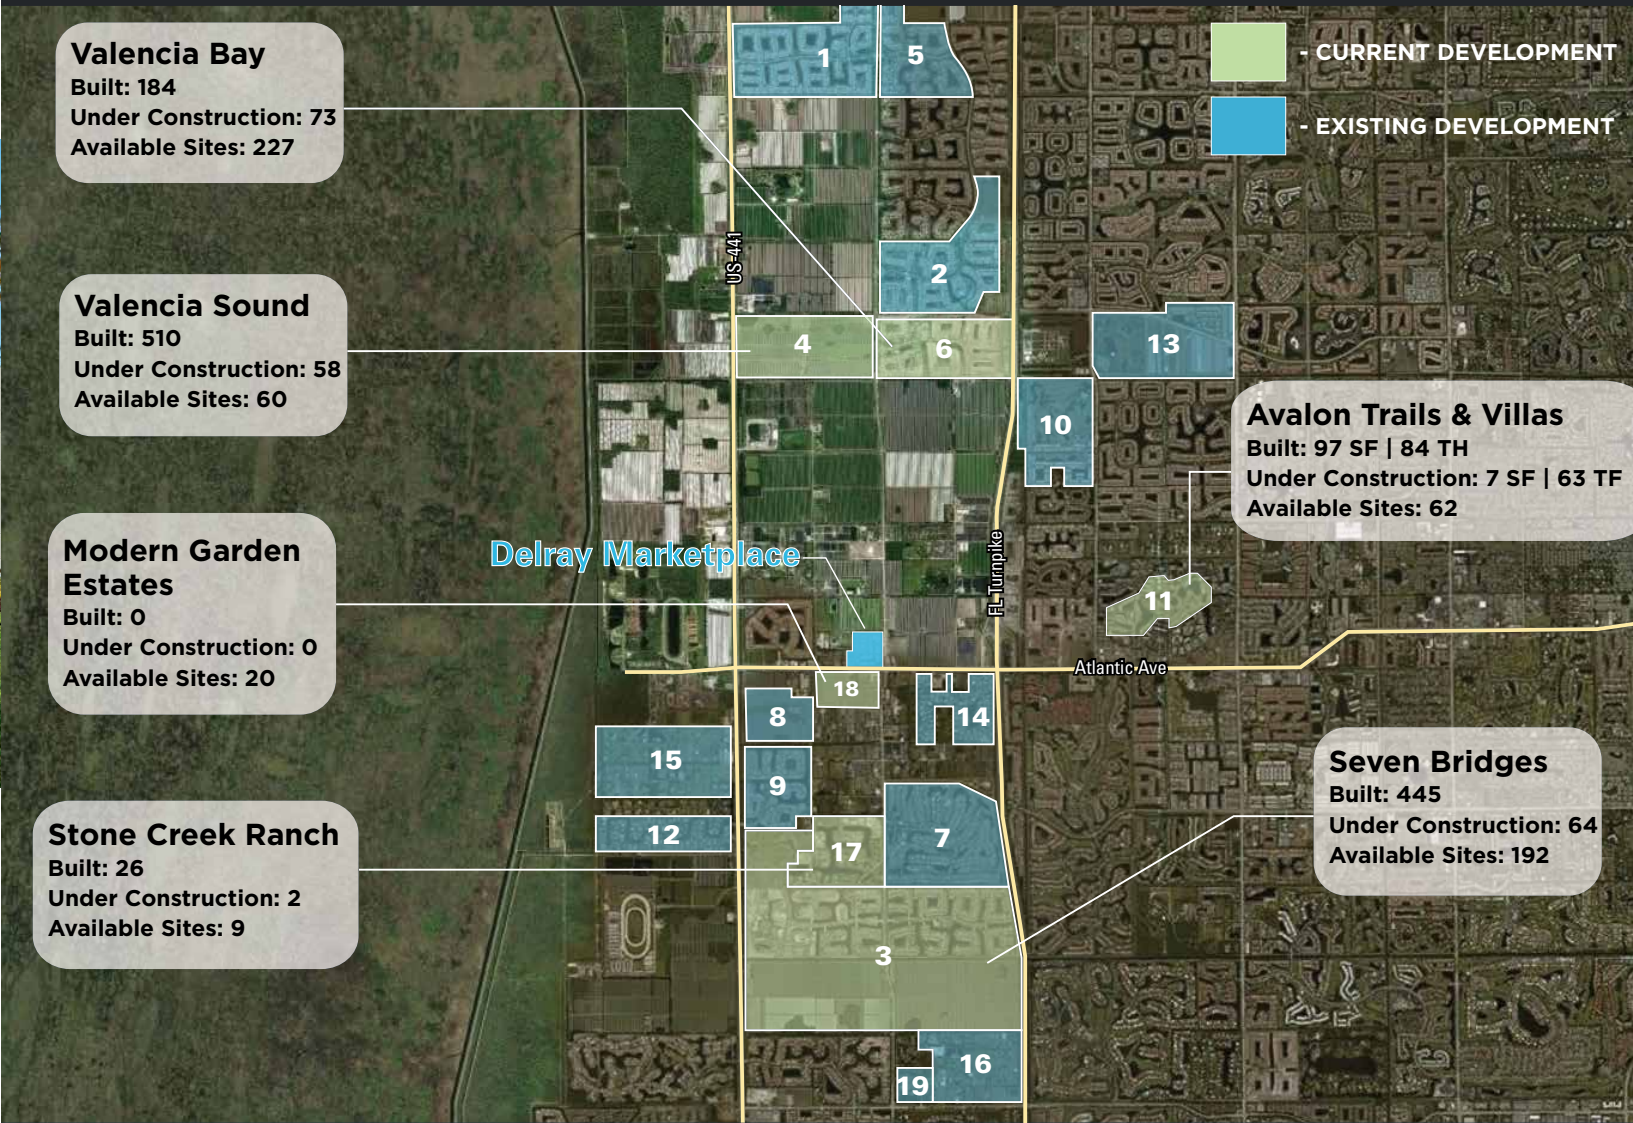 Valencia Bay
Built: 184
Under Construction: 73
Available Sites: 227
- CURRENT DEVELOPMENT
- EXISTING DEVELOPMENT
1
5
US-441
2
Valencia Sound
Built: 510
Under Construction: 58
Available Sites: 60
4
6
13
10
Avalon Trails & Villas
Built: 97 SF | 84 TH
Under Construction: 7 SF | 63 TF
Available Sites: 62
Delray Marketplace
FL Turnpike
Modern Garden
Estates
Built: 0
Under Construction: 0
Available Sites: 20
11
Atlantic Ave
18
8
14
15
9
12
17
7
Seven Bridges
Built: 445
Under Construction: 64
Available Sites: 192
Stone Creek Ranch
Built: 26
Under Construction: 2
Available Sites: 9
3
16
19